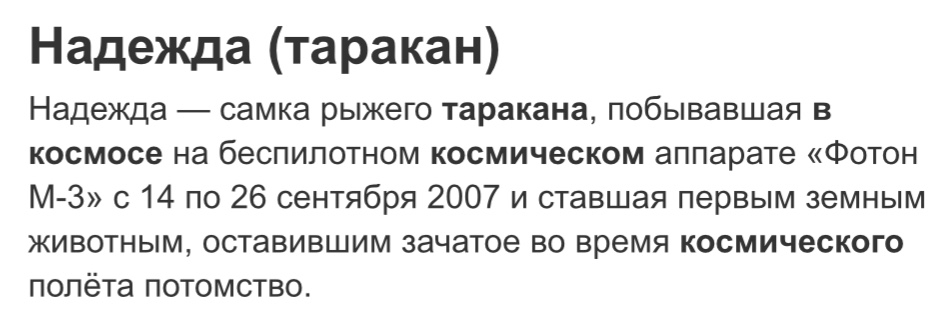 Надежда (таракан)
Надежда — самка рыжего таракана, побывавшая в
космосе на беспилотном космическом аппарате «Фотон
М-3» с 14 по 26 сентября 2007 и ставшая первым земным
животным, оставившим зачатое во время космического
полёта потомство.